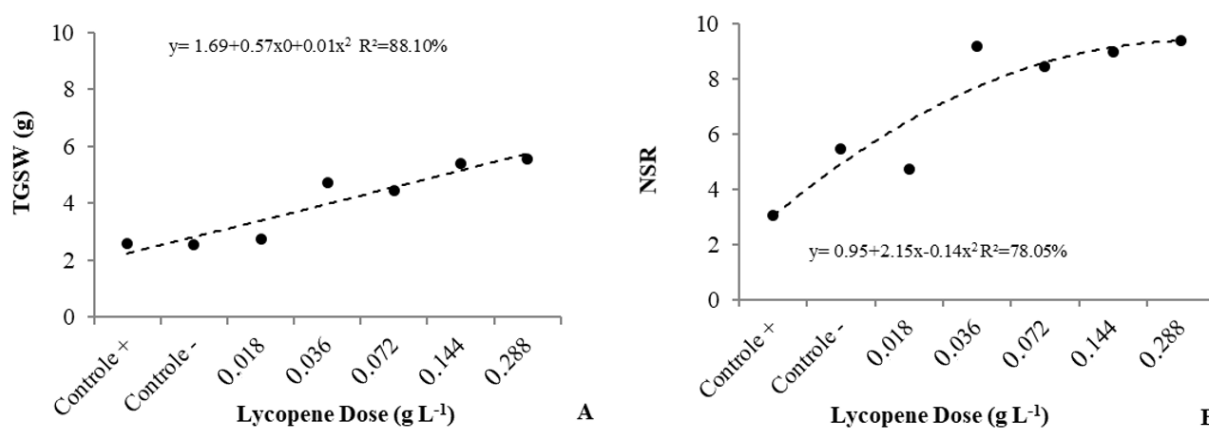 y= 1.69+0.57x0+0.01x² R²=88.10%
TGSW (g)
10
8
6
4
2
0
Controle +
Controle -
0.018
0.036
0.072
0.144
0.288
Lycopene Dose (g L⁻¹)
A
NSR
10
8
6
4
2
0
y= 0.95+2.15x-0.14x² R²=78.05%
Controle +
Controle -
0.018
0.036
0.072
0.144
0.288
Lycopene Dose (g L⁻¹)